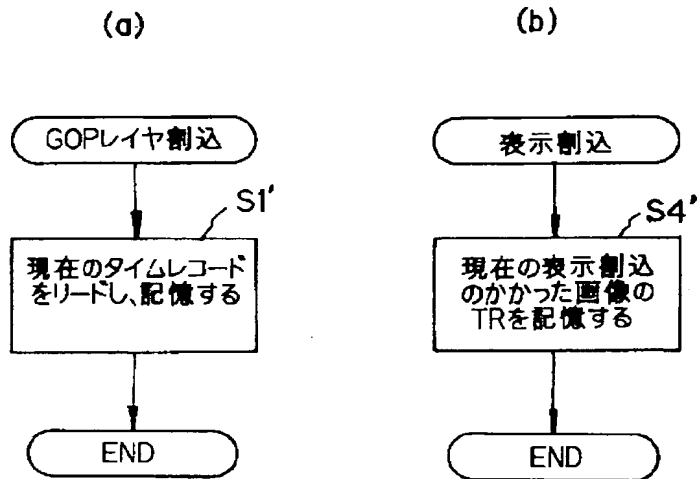 (a)
GOPレイヤ割込
S1'
現在のタイムレコード
をリードし、記憶する
END
(b)
表示割込
S4'
現在の表示割込
のかかった画像の
TRを記憶する
END